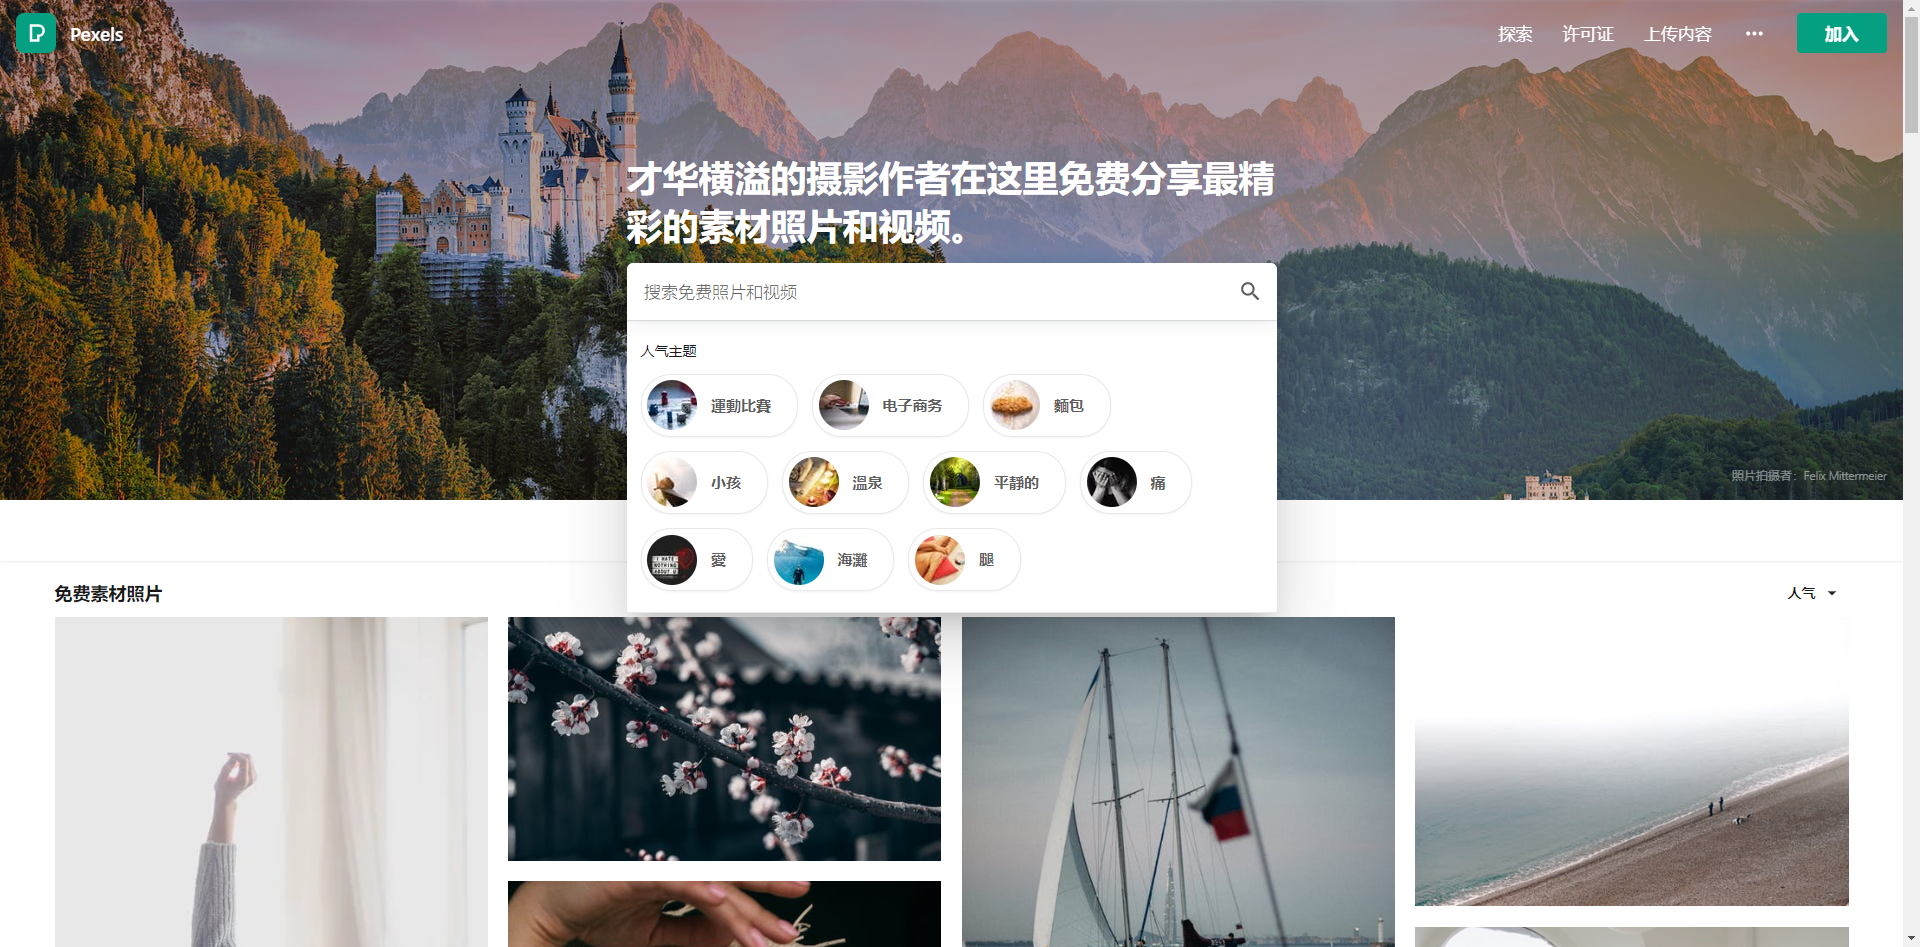 Pexels
探索 许可证 上传内容 ··· 加入
才华横溢的摄影作者在这里免费分享最精
彩的素材照片和视频。
搜索免费照片和视频
人气主题
運動比賽 电子商务 麵包
小孩 溫泉 平靜的 痛
愛 海灘 腿
照片拍摄者：Felix Mittermeier
免费素材照片
人气
I HATE
NOTHING
ABOUT U